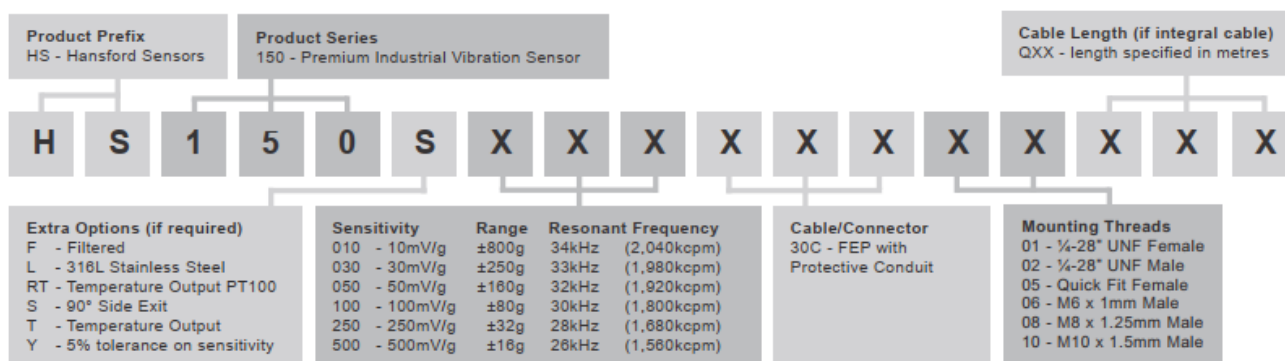 Product Prefix
HS - Hansford Sensors
Product Series
150 - Premium Industrial Vibration Sensor
Cable Length (if integral cable)
QXX - length specified in metres
H S 1 5 0 S X X X X X X X X X X X
Extra Options (if required)
F - Filtered
L - 316L Stainless Steel
RT - Temperature Output PT100
S - 90° Side Exit
T - Temperature Output
Y - 5% tolerance on sensitivity
Sensitivity Range Resonant Frequency
010 - 10mV/g ±800g 34kHz (2,040kcpm)
030 - 30mV/g ±250g 33kHz (1,980kcpm)
050 - 50mV/g ±160g 32kHz (1,920kcpm)
100 - 100mV/g ±80g 30kHz (1,800kcpm)
250 - 250mV/g ±32g 28kHz (1,680kcpm)
500 - 500mV/g ±16g 26kHz (1,560kcpm)
Cable/Connector
30C - FEP with
Protective Conduit
Mounting Threads
01 - ¼-28" UNF Female
02 - ¼-28" UNF Male
05 - Quick Fit Female
06 - M6 x 1mm Male
08 - M8 x 1.25mm Male
10 - M10 x 1.5mm Male